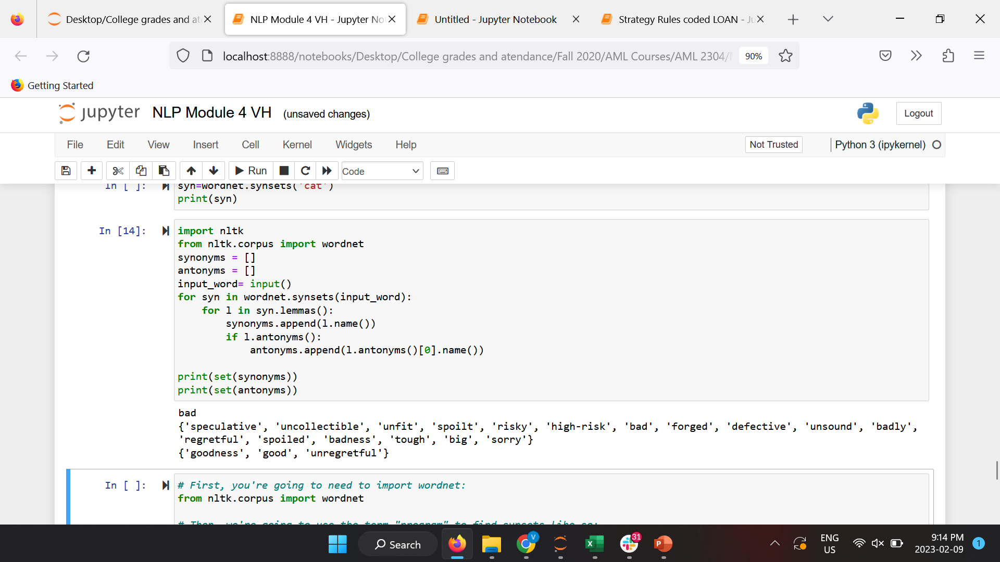 Desktop/College grades and at
NLP Module 4 VH - Jupyter No
Untitled - Jupyter Notebook
Strategy Rules coded LOAN - Ju
localhost:8888/notebooks/Desktop/College grades and atendance/Fall 2020/AML Courses/AML 2304/
90%
Getting Started
jupyter NLP Module 4 VH (unsaved changes)
Logout
File Edit View Insert Cell Kernel Widgets Help
Not Trusted
Python 3 (ipykernel)
Run
Code
In [ ]:
syn=wordnet.synsets('cat')
print(syn)
In [14]:
import nltk
from nltk.corpus import wordnet
synonyms = []
antonyms = []
input_word= input()
for syn in wordnet.synsets(input_word):
    for l in syn.lemmas():
        synonyms.append(l.name())
        if l.antonyms():
            antonyms.append(l.antonyms()[0].name())
print(set(synonyms))
print(set(antonyms))
bad
{'speculative', 'uncollectible', 'unfit', 'spoilt', 'risky', 'high-risk', 'bad', 'forged', 'defective', 'unsound', 'badly',
'regretful', 'spoiled', 'badness', 'tough', 'big', 'sorry'}
{'goodness', 'good', 'unregretful'}
In [ ]:
# First, you're going to need to import wordnet:
from nltk.corpus import wordnet
# Then, we're going to use the term "program" to find synsets like so:
Search
V
X
31
P
ENG
US
9:14 PM
2023-02-09
1